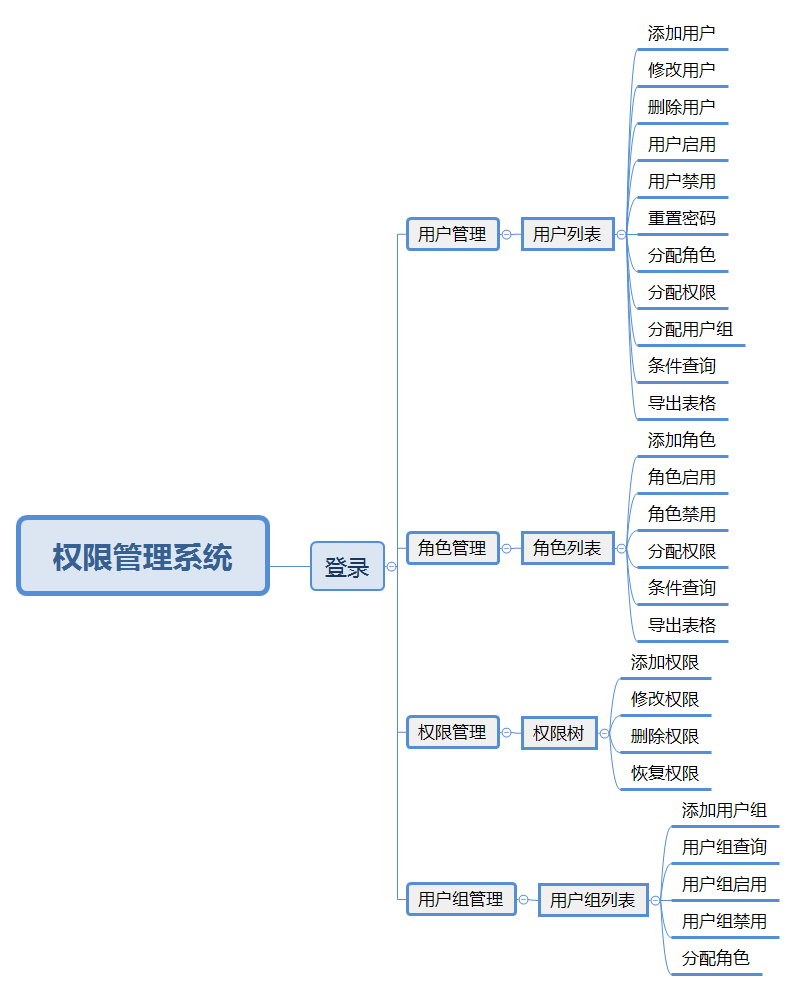 权限管理系统
登录
用户管理
用户列表
添加用户
修改用户
删除用户
用户启用
用户禁用
重置密码
分配角色
分配权限
分配用户组
条件查询
导出表格
角色管理
角色列表
添加角色
角色启用
角色禁用
分配权限
条件查询
导出表格
权限管理
权限树
添加权限
修改权限
删除权限
恢复权限
用户组管理
用户组列表
添加用户组
用户组查询
用户组启用
用户组禁用
分配角色